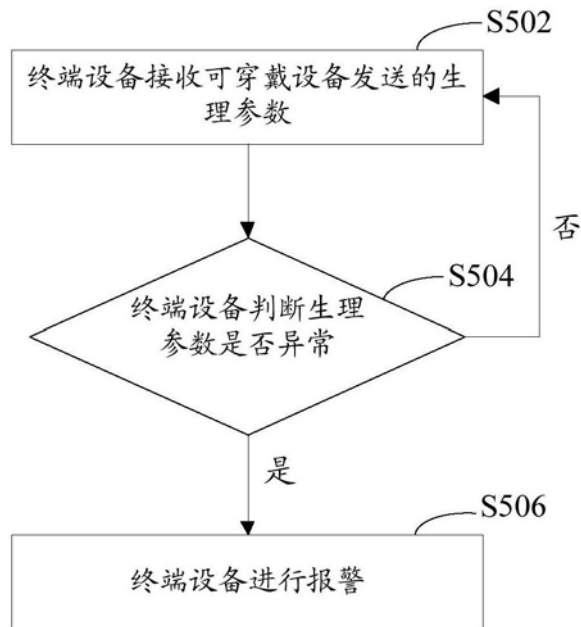 S502
终端设备接收可穿戴设备发送的生
理参数
否
S504
终端设备判断生理
参数是否异常
是
S506
终端设备进行报警